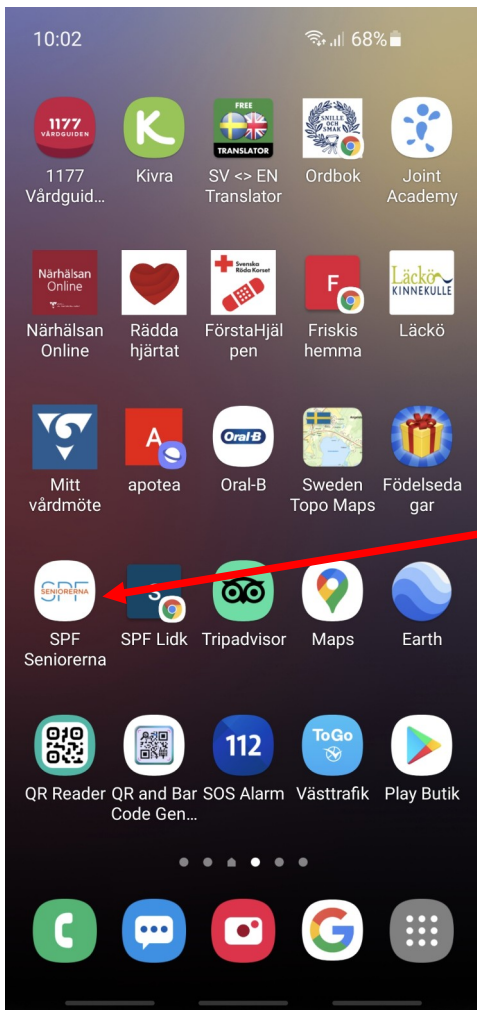 10:02 68%
1177
VÅRDGUIDEN
K
FREE
TRANSLATOR
SNILLE
OCH
SMAK
1177 Kivra SV <> EN Ordbok Joint
Vårdguid... Translator Academy
Närhälsan
Online
Svenska
Röda Korset
F
Läckö
KINNEKULLE
Närhälsan Rädda FörstaHjäl Friskis Läckö
Online hjärtat pen hemma
A
Oral-B
Mitt apotea Oral-B Sweden Födelseda
vårdmöte Topo Maps gar
SPF
SENIORERNA
S
SPF SPF Lidk Tripadvisor Maps Earth
Seniorerna
112
ToGo
QR Reader QR and Bar SOS Alarm Västtrafik Play Butik
Code Gen...
G